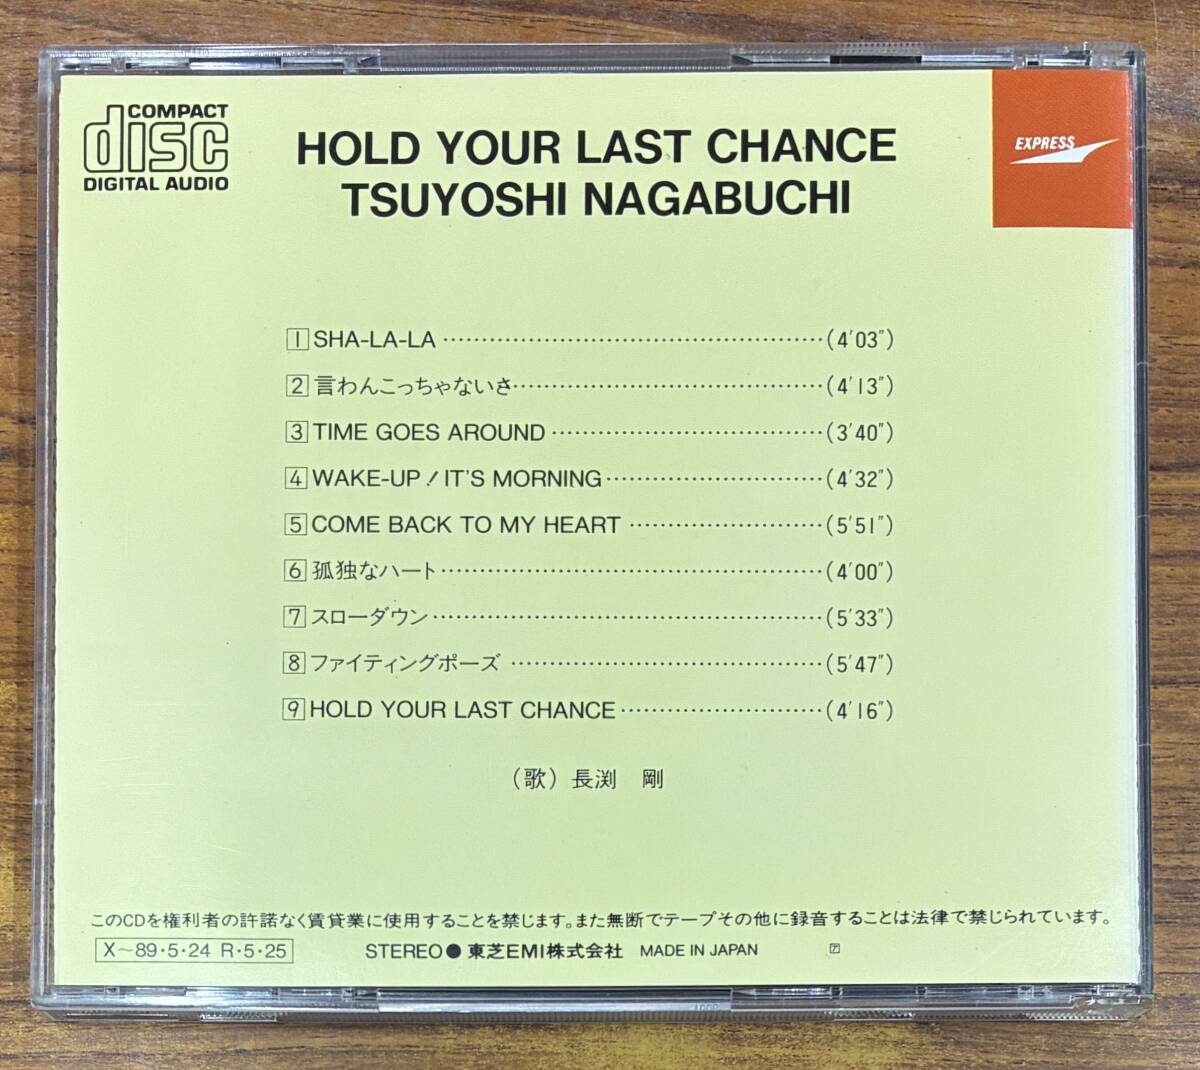 COMPACT
disc
DIGITAL AUDIO
HOLD YOUR LAST CHANCE
TSUYOSHI NAGABUCHI
EXPRESS
1 SHA-LA-LA (4'03")
2 言わんこっちゃないさ (4'13")
3 TIME GOES AROUND (3'40")
4 WAKE-UP! IT'S MORNING (4'32")
5 COME BACK TO MY HEART (5'51")
6 孤独なハート (4'00")
7 スローダウン (5'33")
8 ファイティングポーズ (5'47")
9 HOLD YOUR LAST CHANCE (4'16")
(歌) 長渕 剛
このCDを権利者の許諾なく賃貸業に使用することを禁じます。また無断でテープその他に録音することは法律で禁じられています。
X～89・5・24 R・5・25 STEREO● 東芝EMI株式会社 MADE IN JAPAN ア